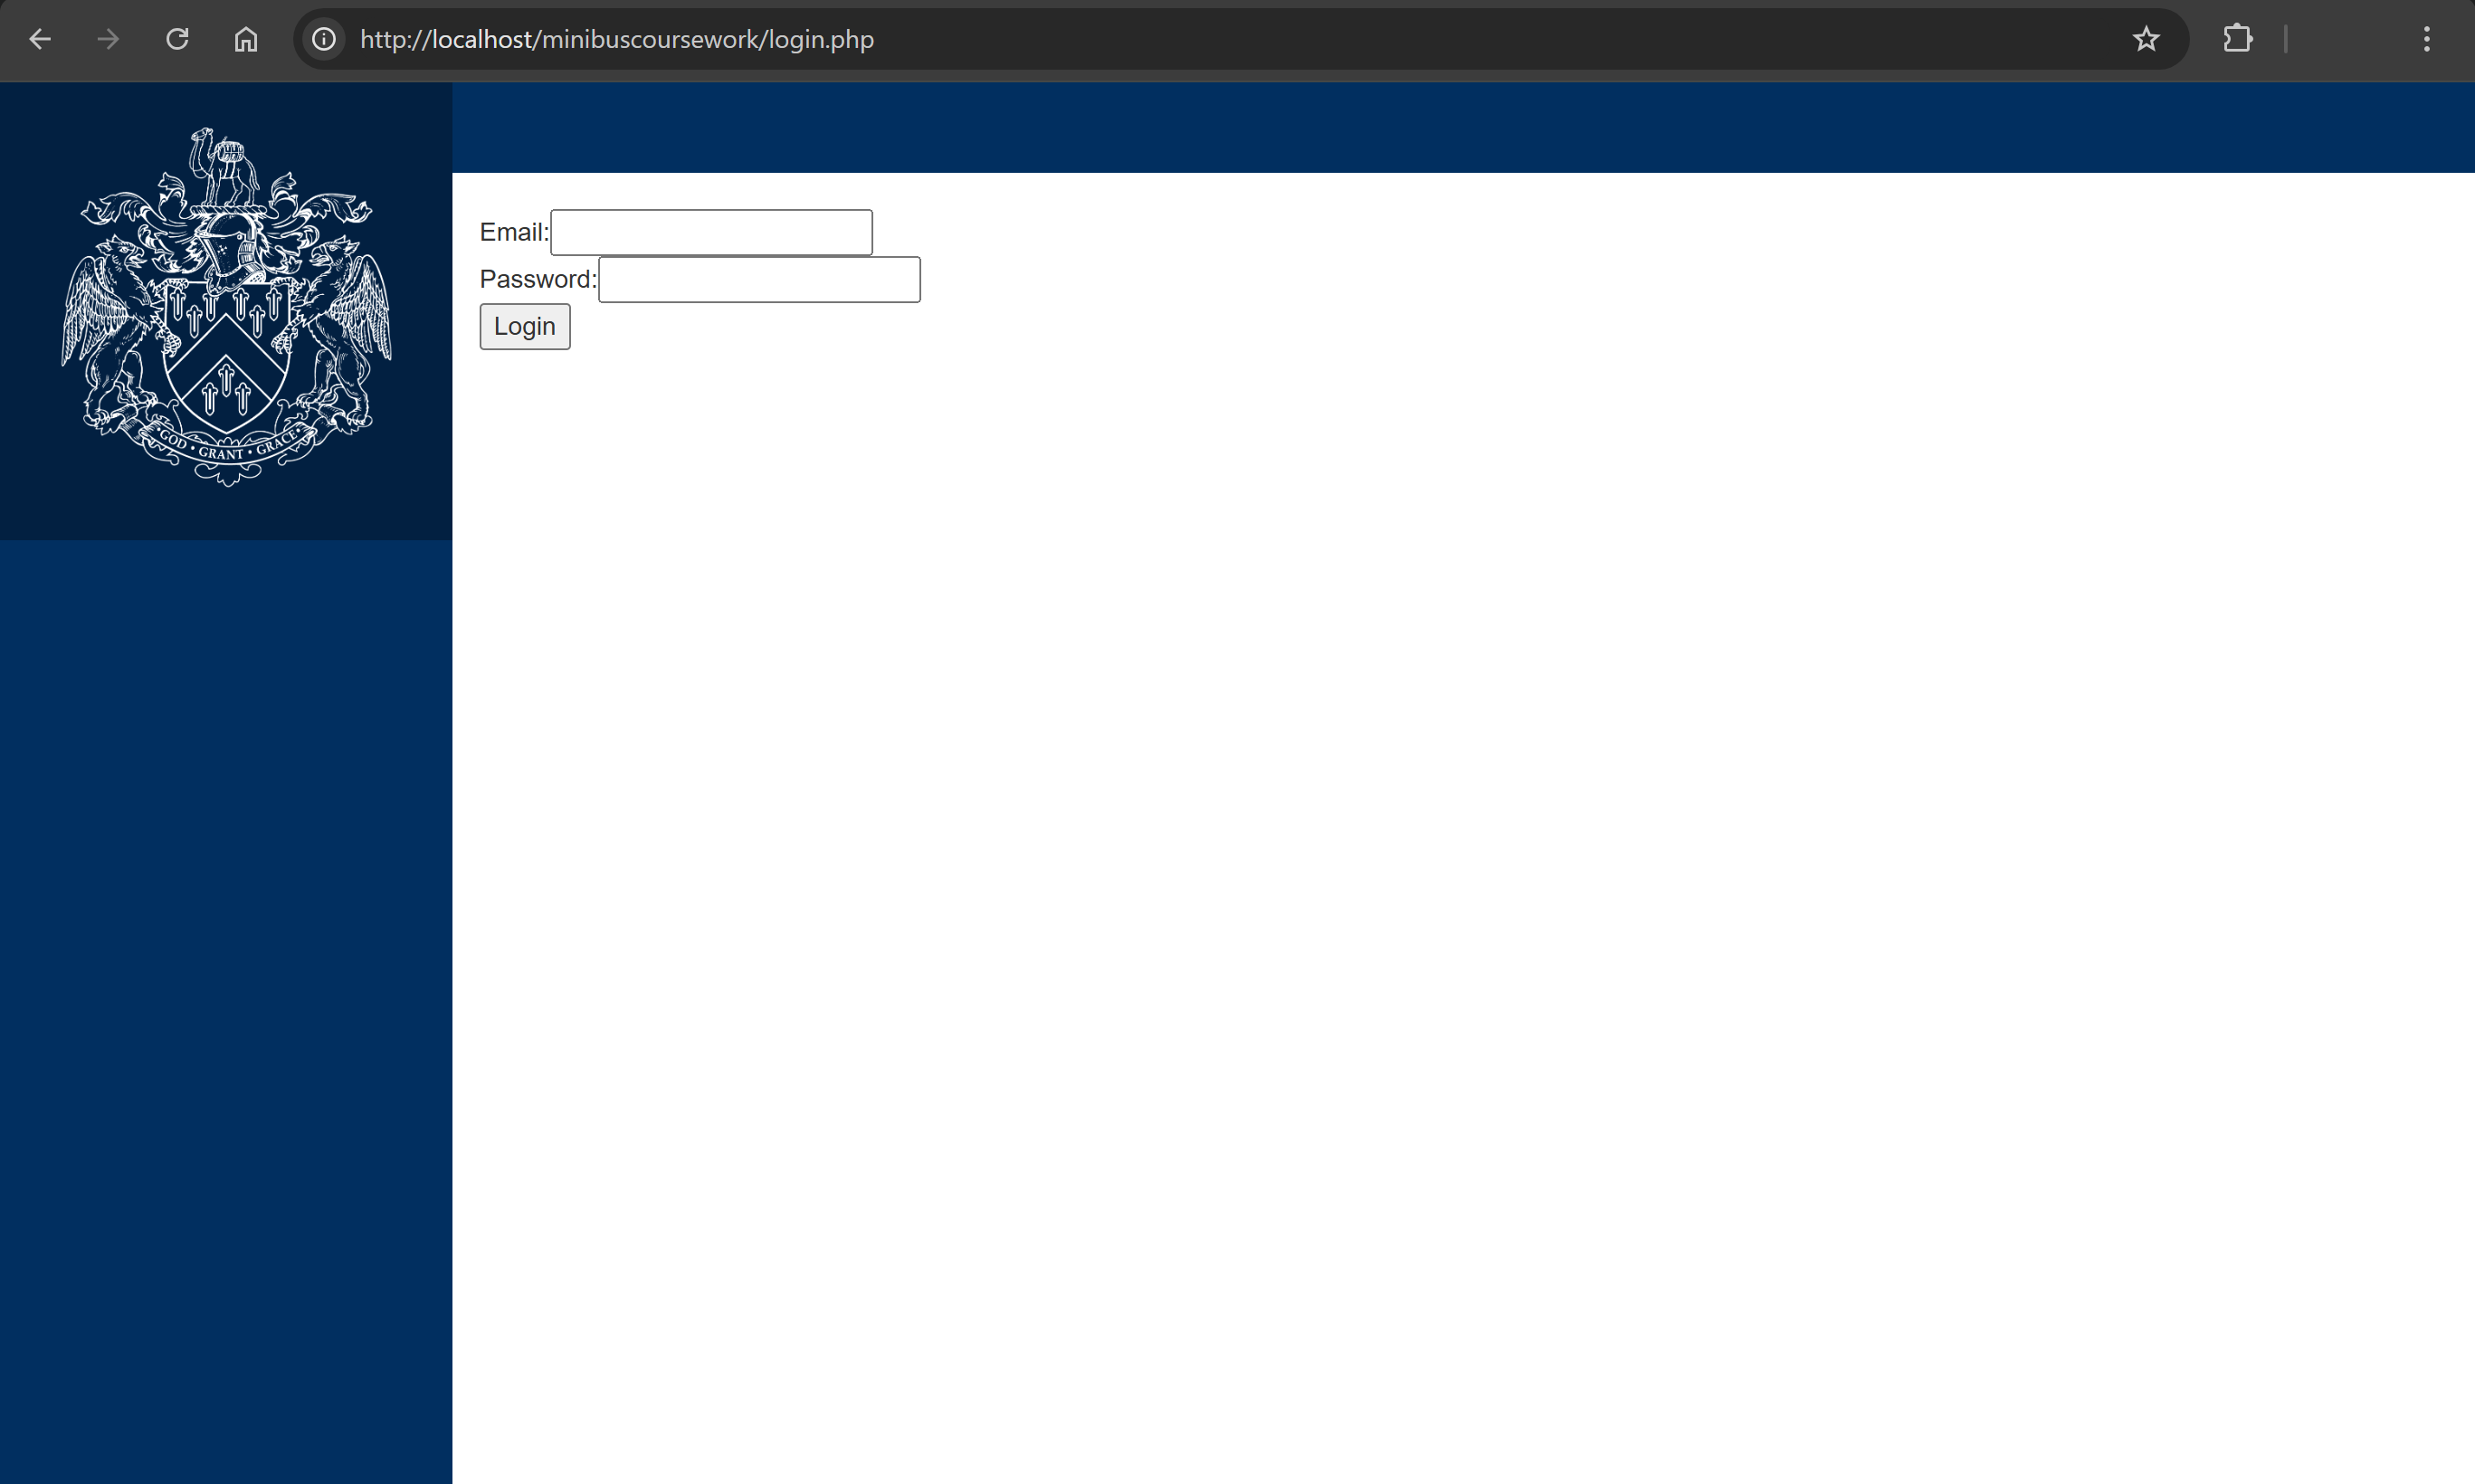 http://localhost/minibuscoursework/login.php
GOD • GRANT • GRACE
Email:
Password:
Login